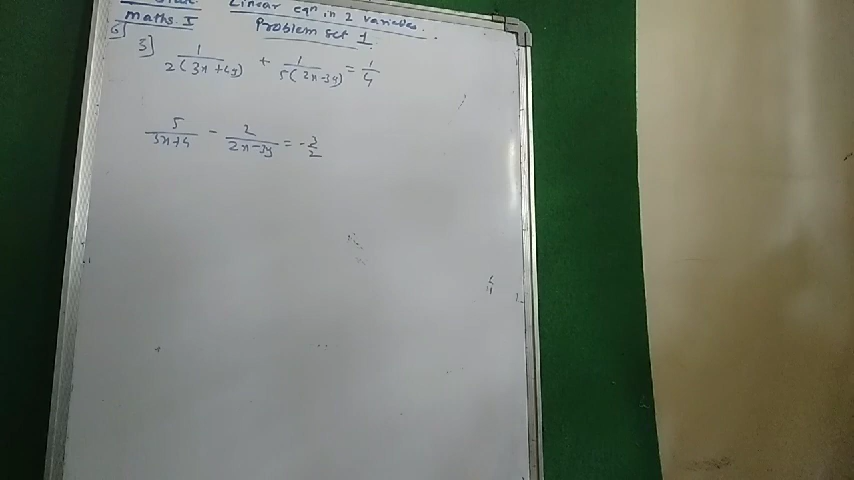 Maths. I Linear eqn in 2 variables.
Problem set 1
6]
3] 1/2(3x+4y) + 1/5(2x-3y) = 1/4
5/3x+4 - 2/2x-3y = -3/2